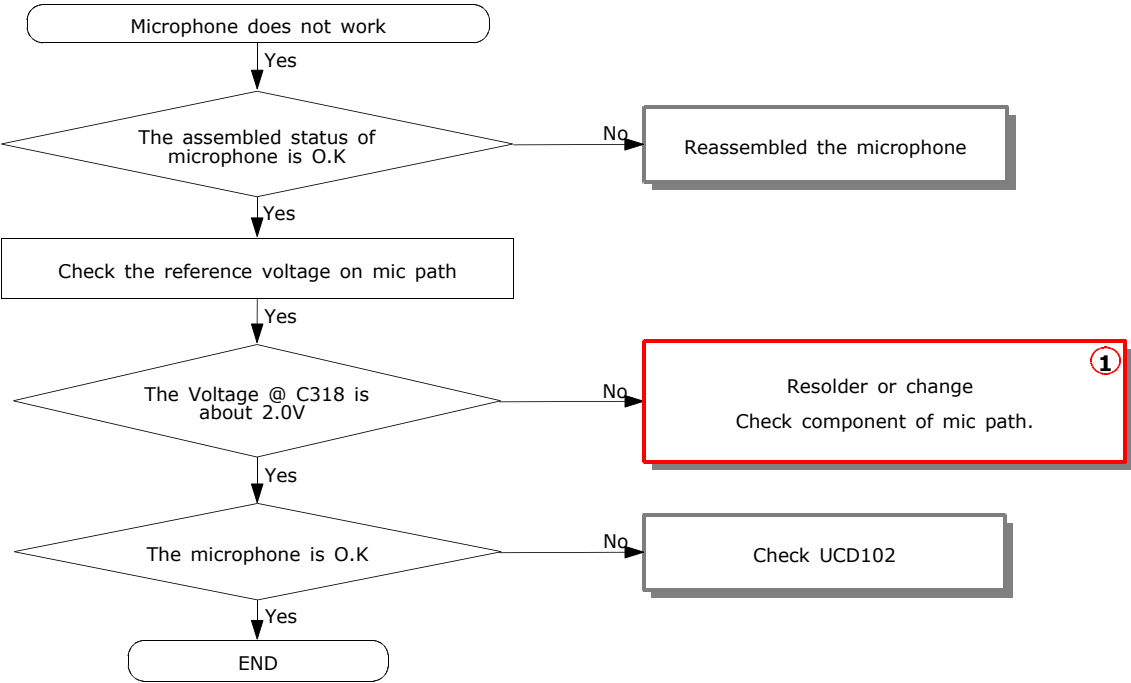 Microphone does not work
Yes
The assembled status of
microphone is O.K
No
Reassembled the microphone
Yes
Check the reference voltage on mic path
Yes
The Voltage @ C318 is
about 2.0V
No
1
Resolder or change
Check component of mic path.
Yes
The microphone is O.K
No
Check UCD102
Yes
END